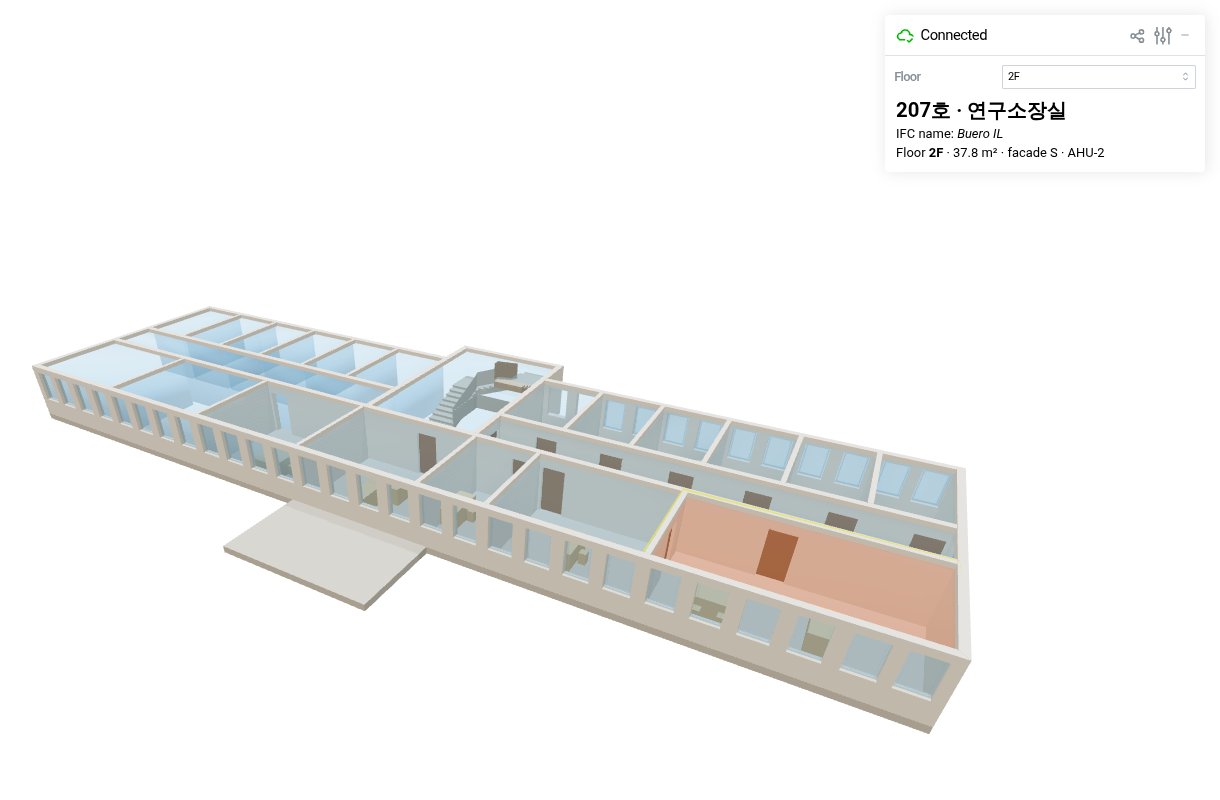 Connected
Floor
2F
207호 · 연구소장실
IFC name: Buero IL
Floor 2F · 37.8 m² · facade S · AHU-2